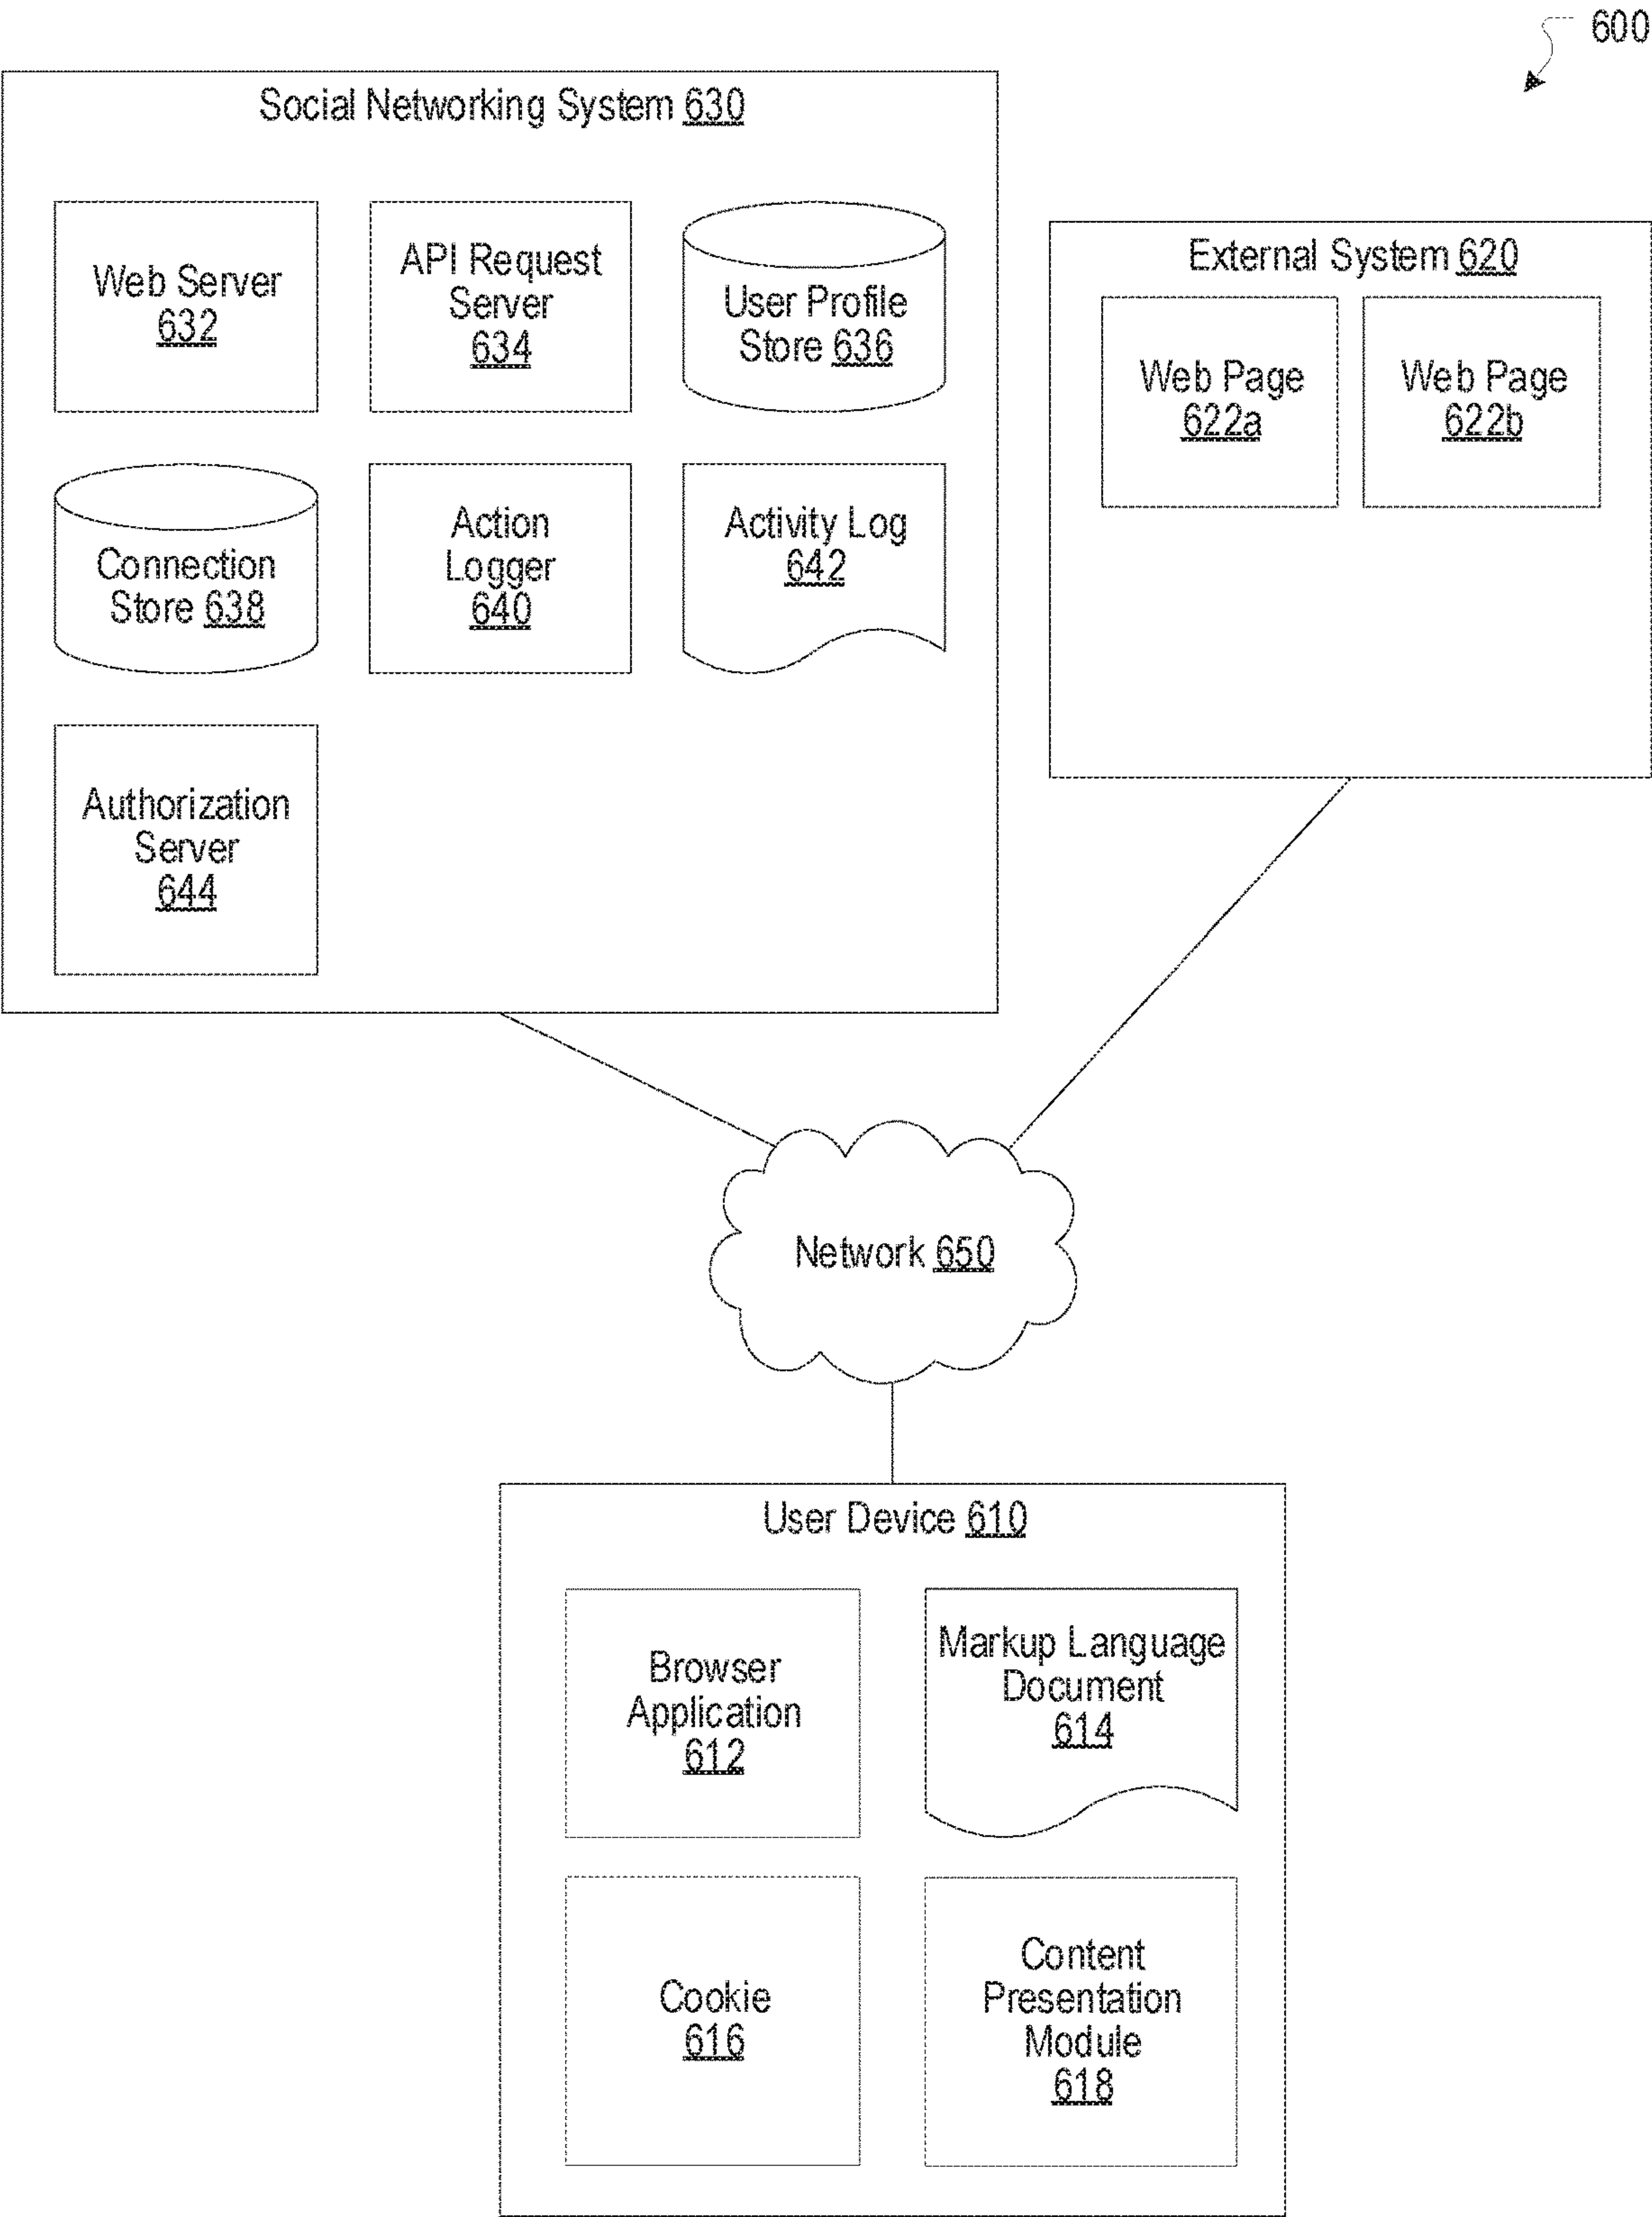 600
Social Networking System 630
Web Server
632
API Request
Server
634
User Profile
Store 636
Connection
Store 638
Action
Logger
640
Activity Log
642
Authorization
Server
644
External System 620
Web Page
622a
Web Page
622b
Network 650
User Device 610
Browser
Application
612
Markup Language
Document
614
Cookie
616
Content
Presentation
Module
618